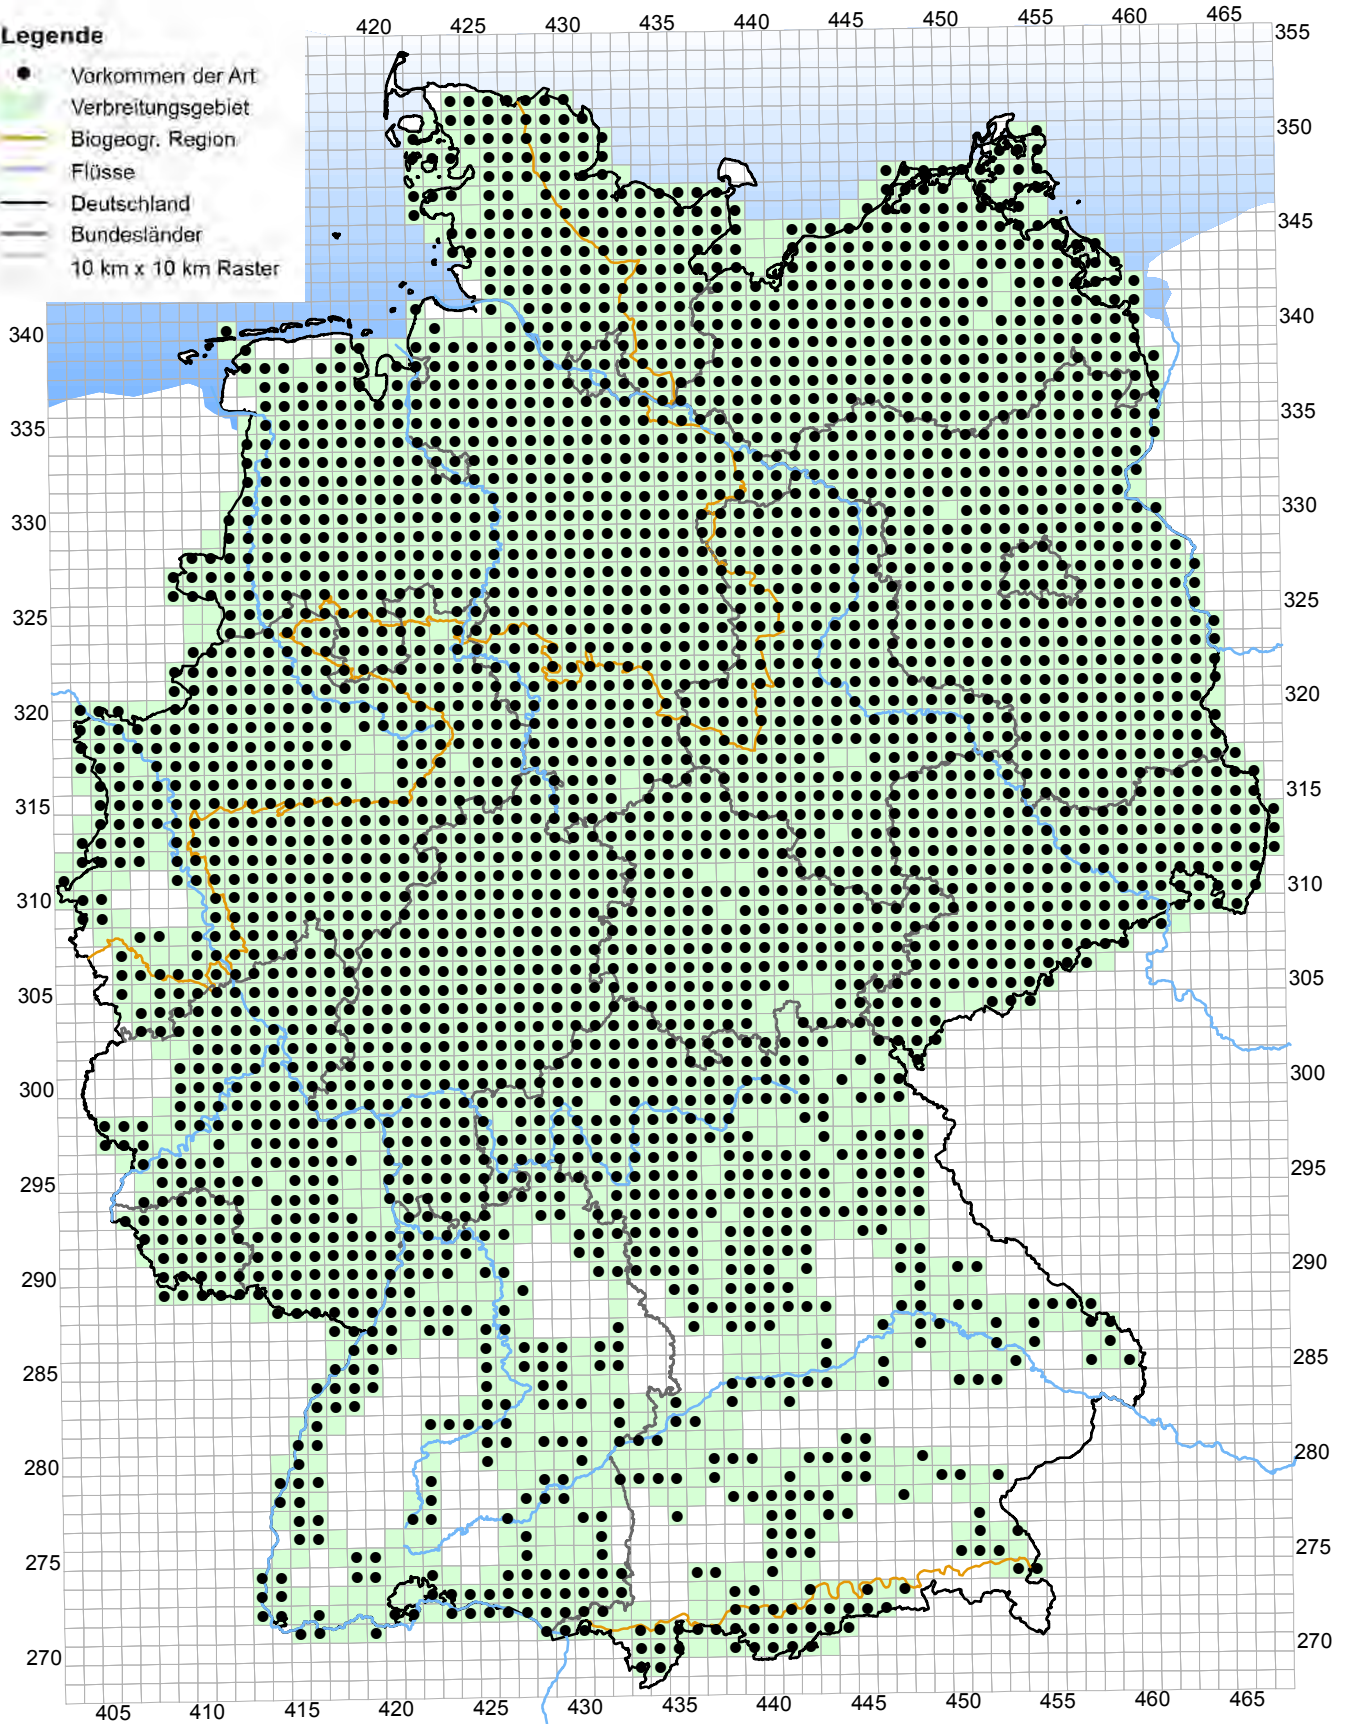 Legende
Vorkommen der Art
Verbreitungsgebiet
Biogeogr. Region
Flüsse
Deutschland
Bundesländer
10 km x 10 km Raster
420 425 430 435 440 445 450 455 460 465
355
350
345
340 340
335 335
330 330
325 325
320 320
315 315
310 310
305 305
300 300
295 295
290 290
285 285
280 280
275 275
270 270
405 410 415 420 425 430 435 440 445 450 455 460 465